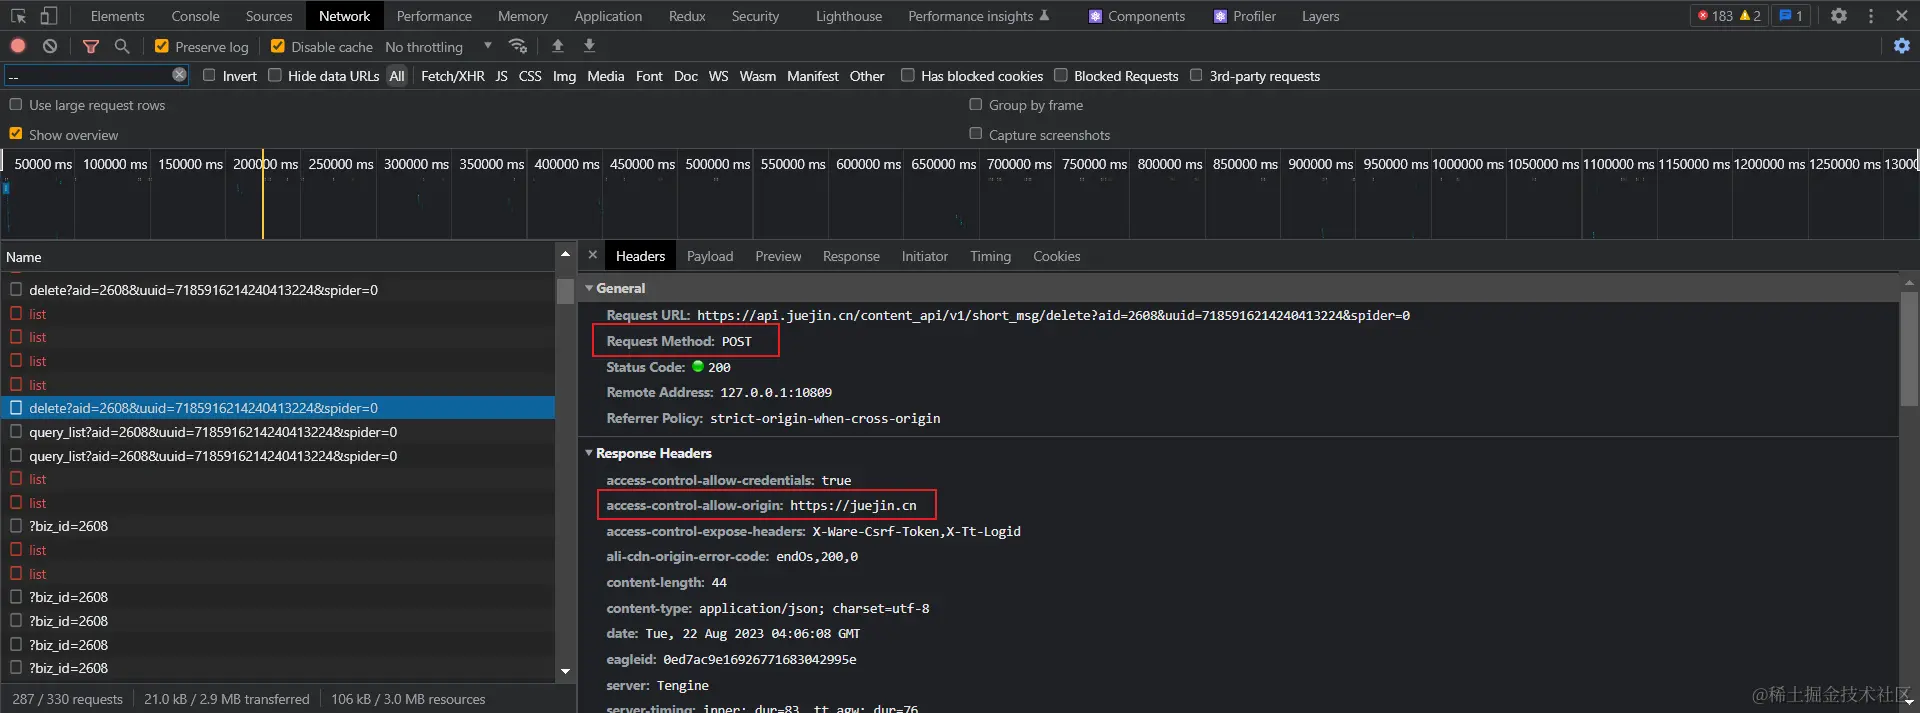 Elements Console Sources Network Performance Memory Application Redux Security Lighthouse Performance insights Components Profiler Layers 183 2 1
Preserve log Disable cache No throttling
-- Invert Hide data URLs All Fetch/XHR JS CSS Img Media Font Doc WS Wasm Manifest Other Has blocked cookies Blocked Requests 3rd-party requests
Use large request rows Group by frame
Show overview Capture screenshots
50000 ms 100000 ms 150000 ms 200000 ms 250000 ms 300000 ms 350000 ms 400000 ms 450000 ms 500000 ms 550000 ms 600000 ms 650000 ms 700000 ms 750000 ms 800000 ms 850000 ms 900000 ms 950000 ms 1000000 ms 1050000 ms 1100000 ms 1150000 ms 1200000 ms 1250000 ms 13000
Name
delete?aid=2608&uuid=7185916214240413224&spider=0
list
list
list
list
delete?aid=2608&uuid=7185916214240413224&spider=0
query_list?aid=2608&uuid=7185916214240413224&spider=0
query_list?aid=2608&uuid=7185916214240413224&spider=0
list
list
?biz_id=2608
list
list
?biz_id=2608
?biz_id=2608
?biz_id=2608
?biz_id=2608
287 / 330 requests 21.0 kB / 2.9 MB transferred 106 kB / 3.0 MB resources
Headers Payload Preview Response Initiator Timing Cookies
General
Request URL: https://api.juejin.cn/content_api/v1/short_msg/delete?aid=2608&uuid=7185916214240413224&spider=0
Request Method: POST
Status Code: 200
Remote Address: 127.0.0.1:10809
Referrer Policy: strict-origin-when-cross-origin
Response Headers
access-control-allow-credentials: true
access-control-allow-origin: https://juejin.cn
access-control-expose-headers: X-Ware-Csrf-Token,X-Tt-Logid
ali-cdn-origin-error-code: endOs,200,0
content-length: 44
content-type: application/json; charset=utf-8
date: Tue, 22 Aug 2023 04:06:08 GMT
eagleid: 0ed7ac9e16926771683042995e
server: Tengine
server-timing: inner; dur=83, tt_agw; dur=76
@稀土掘金技术社区